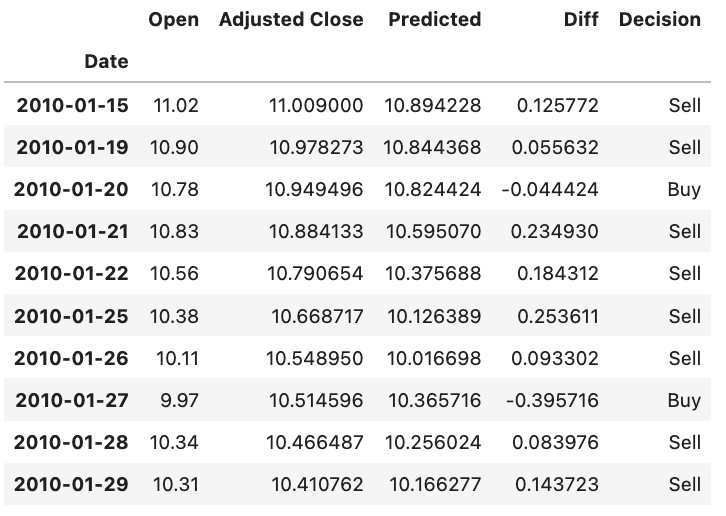 Open Adjusted Close Predicted Diff Decision
Date
2010-01-15 11.02 11.009000 10.894228 0.125772 Sell
2010-01-19 10.90 10.978273 10.844368 0.055632 Sell
2010-01-20 10.78 10.949496 10.824424 -0.044424 Buy
2010-01-21 10.83 10.884133 10.595070 0.234930 Sell
2010-01-22 10.56 10.790654 10.375688 0.184312 Sell
2010-01-25 10.38 10.668717 10.126389 0.253611 Sell
2010-01-26 10.11 10.548950 10.016698 0.093302 Sell
2010-01-27 9.97 10.514596 10.365716 -0.395716 Buy
2010-01-28 10.34 10.466487 10.256024 0.083976 Sell
2010-01-29 10.31 10.410762 10.166277 0.143723 Sell